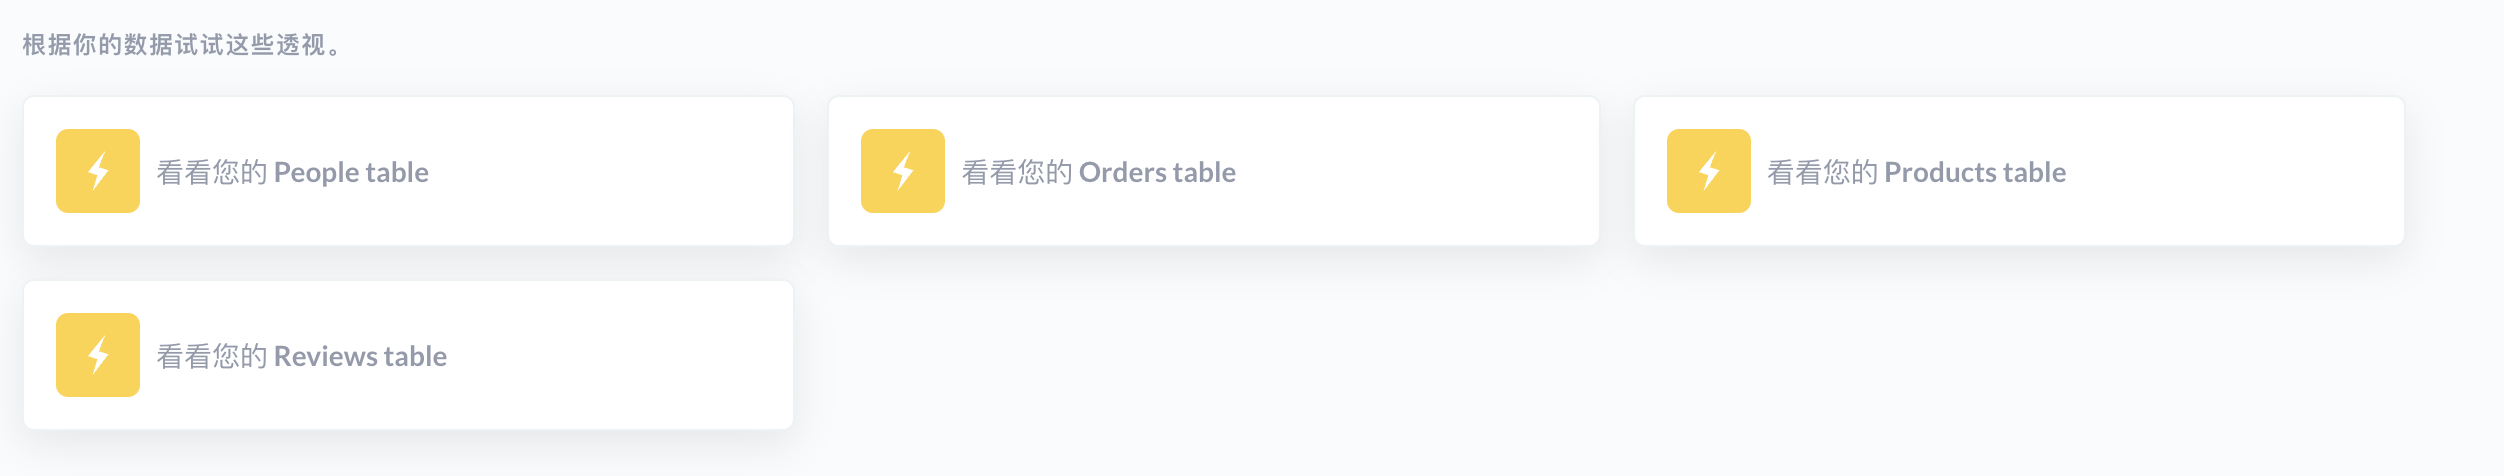 根据你的数据试试这些透视。
看看您的 People table
看看您的 Orders table
看看您的 Products table
看看您的 Reviews table